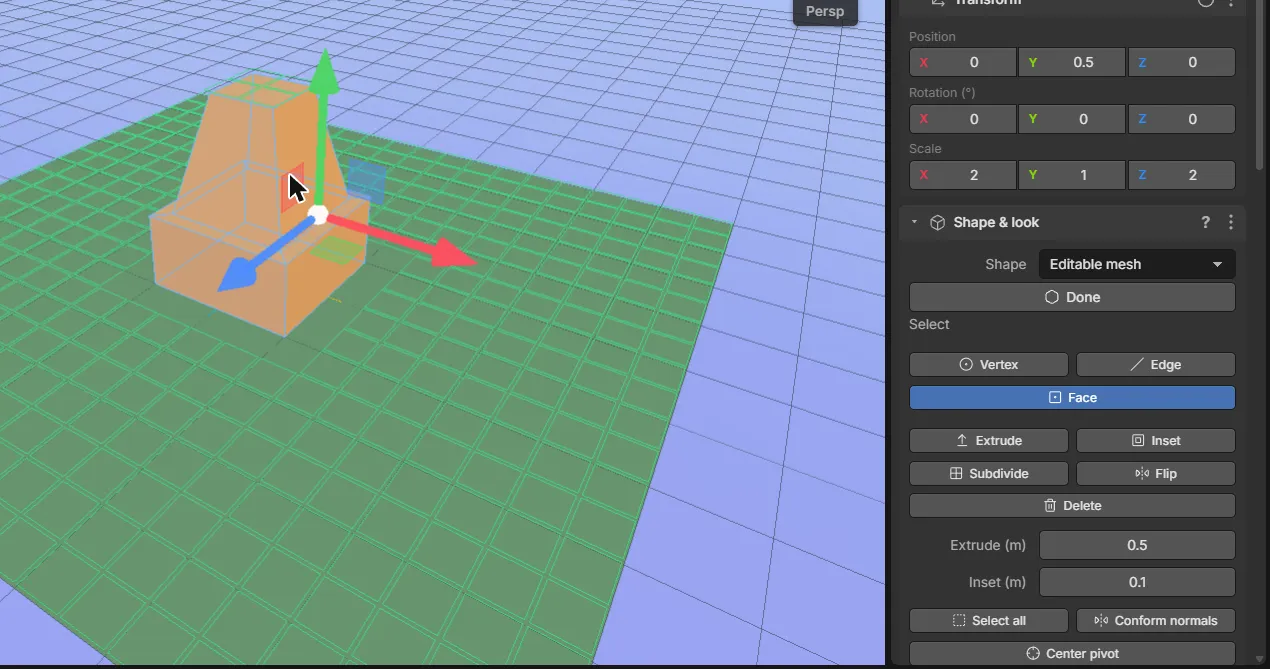 Persp
Transform
Position
X 0 Y 0.5 Z 0
Rotation (°)
X 0 Y 0 Z 0
Scale
X 2 Y 1 Z 2
Shape & look ?
Shape Editable mesh
Done
Select
Vertex Edge
Face
Extrude Inset
Subdivide Flip
Delete
Extrude (m) 0.5
Inset (m) 0.1
Select all Conform normals
Center pivot